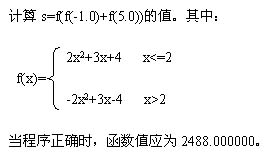 计算 s=f(f(-1.0)+f(5.0))的值。其中:
2x²+3x+4 x<=2
f(x)=
-2x²+3x-4 x>2
当程序正确时，函数值应为 2488.000000。